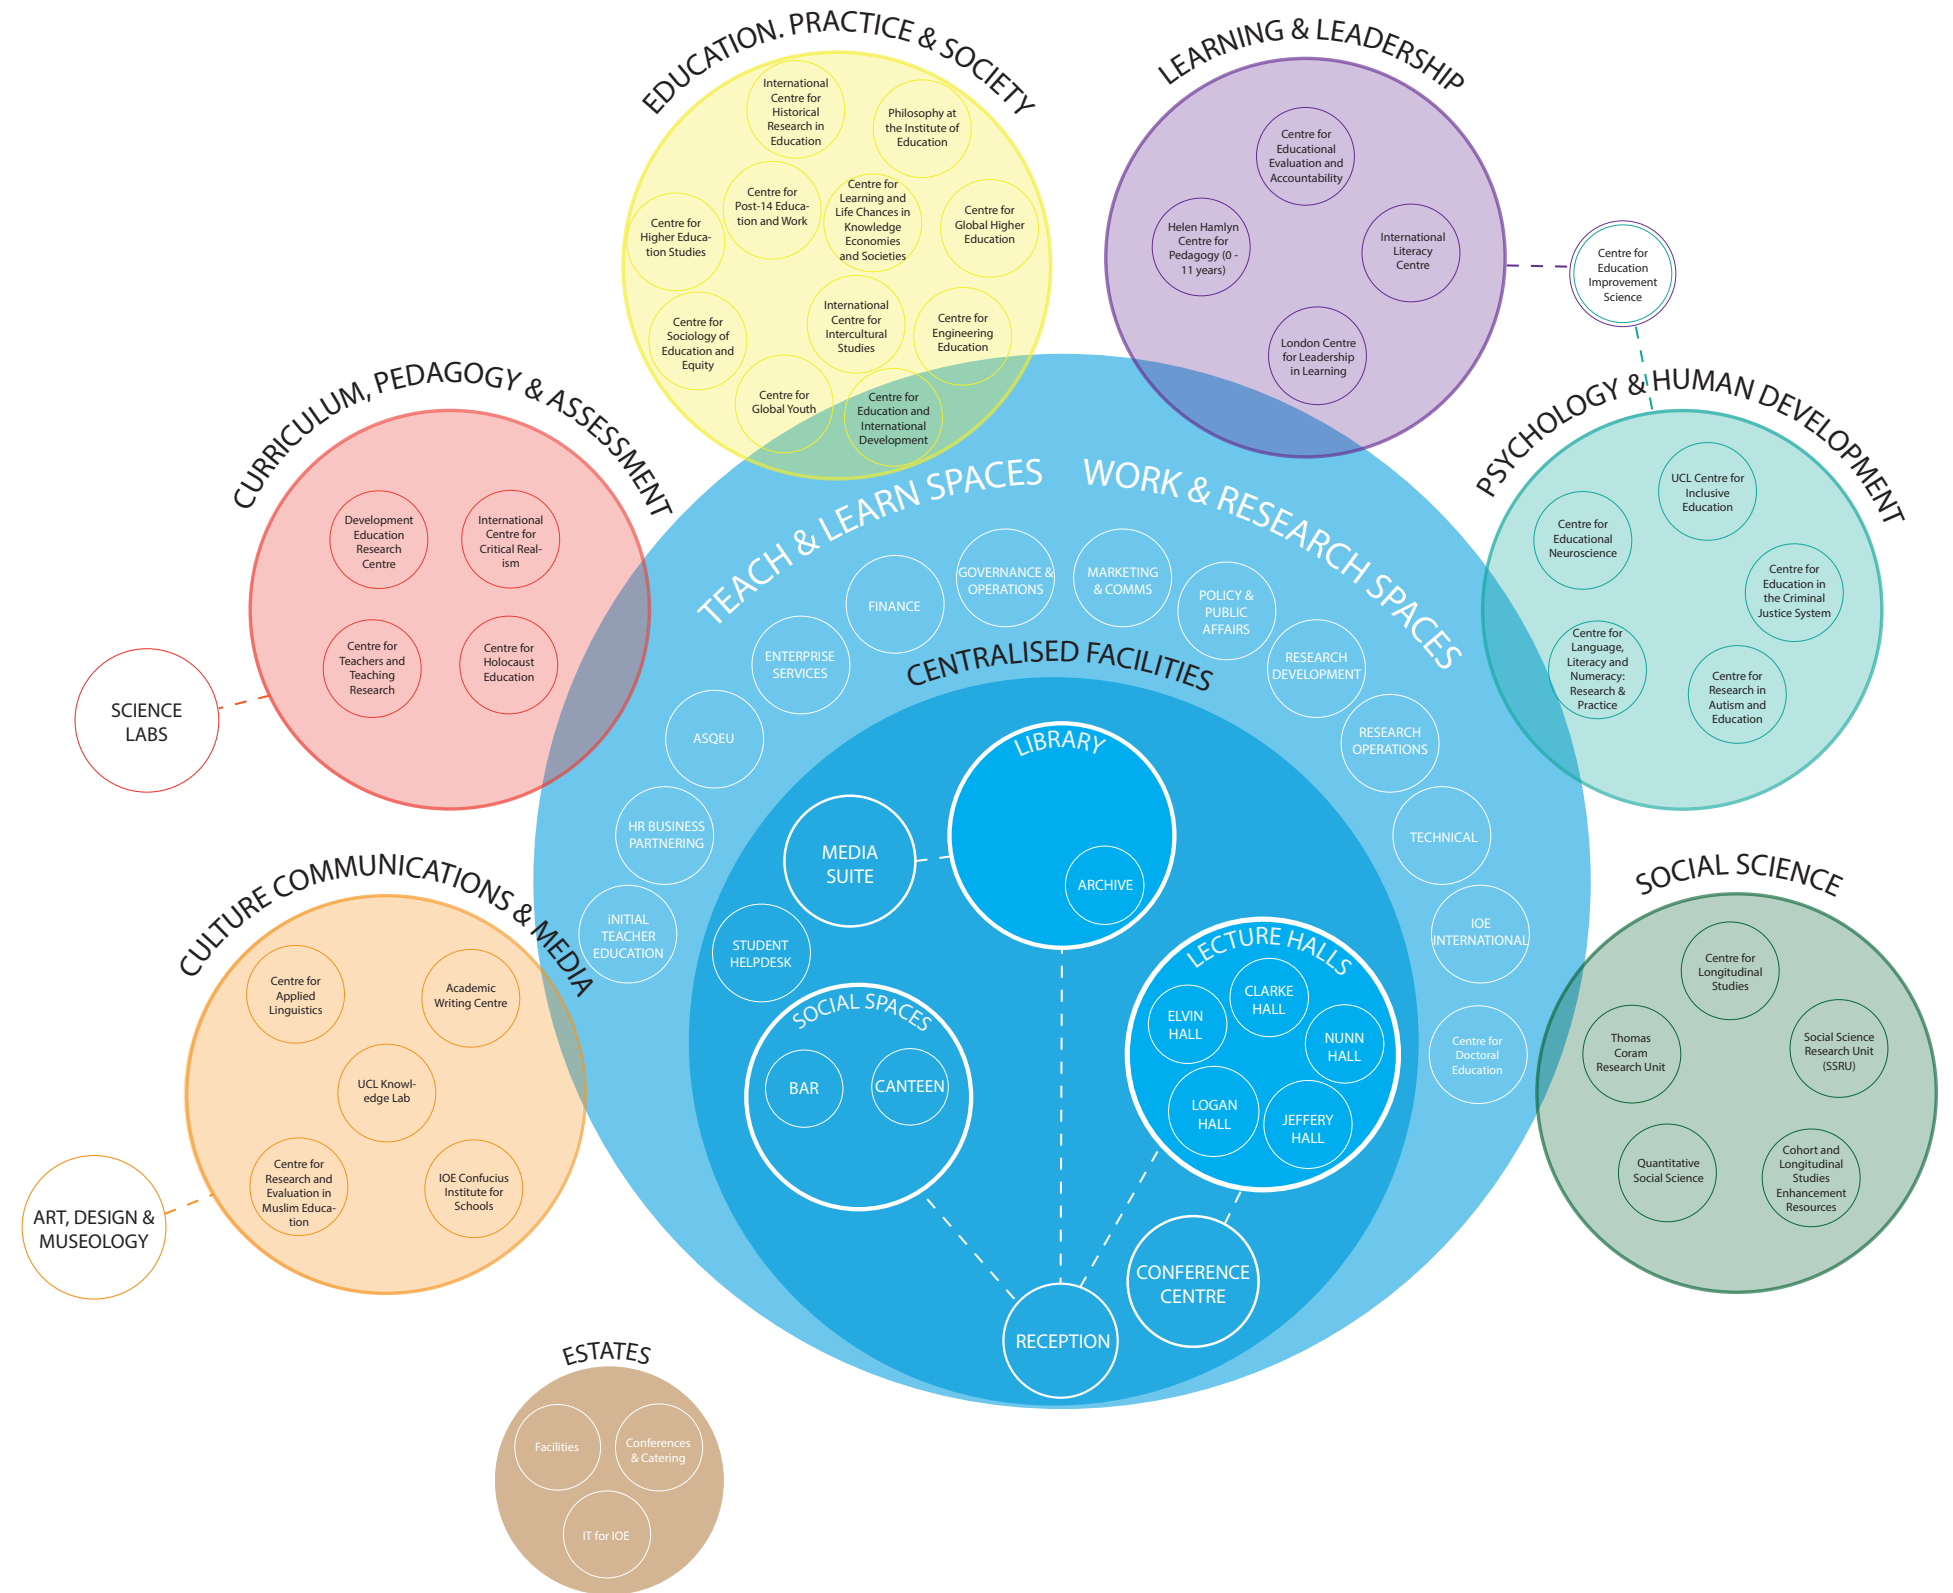 EDUCATION. PRACTICE & SOCIETY
International
Centre for
Historical
Research in
Education
Philosophy at
the Institute of
Education
Centre for
Post-14 Educa-
tion and Work
Centre for
Learning and
Life Chances in
Knowledge
Economies
and Societies
Centre for
Global Higher
Education
Centre for
Higher Educa-
tion Studies
Centre for
Sociology of
Education and
Equity
International
Centre for
Intercultural
Studies
Centre for
Engineering
Education
Centre for
Global Youth
Centre for
Education and
International
Development
LEARNING & LEADERSHIP
Centre for
Educational
Evaluation and
Accountability
Helen Hamlyn
Centre for
Pedagogy (0 -
11 years)
International
Literacy
Centre
London Centre
for Leadership
in Learning
Centre for
Education
Improvement
Science
CURRICULUM, PEDAGOGY & ASSESSMENT
Development
Education
Research
Centre
International
Centre for
Critical Real-
ism
Centre for
Teachers and
Teaching
Research
Centre for
Holocaust
Education
SCIENCE
LABS
PSYCHOLOGY & HUMAN DEVELOPMENT
UCL Centre for
Inclusive
Education
Centre for
Educational
Neuroscience
Centre for
Education in
the Criminal
Justice System
Centre for
Language,
Literacy and
Numeracy:
Research &
Practice
Centre for
Research in
Autism and
Education
TEACH & LEARN SPACES
WORK & RESEARCH SPACES
GOVERNANCE &
OPERATIONS
MARKETING
& COMMS
FINANCE
POLICY &
PUBLIC
AFFAIRS
ENTERPRISE
SERVICES
RESEARCH
DEVELOPMENT
ASQEU
RESEARCH
OPERATIONS
HR BUSINESS
PARTNERING
TECHNICAL
iNITIAL
TEACHER
EDUCATION
IOE
INTERNATIONAL
Centre for
Doctoral
Education
CENTRALISED FACILITIES
LIBRARY
ARCHIVE
MEDIA
SUITE
STUDENT
HELPDESK
SOCIAL SPACES
BAR
CANTEEN
LECTURE HALLS
ELVIN
HALL
CLARKE
HALL
NUNN
HALL
LOGAN
HALL
JEFFERY
HALL
CONFERENCE
CENTRE
RECEPTION
CULTURE COMMUNICATIONS & MEDIA
Centre for
Applied
Linguistics
Academic
Writing Centre
UCL Knowl-
edge Lab
Centre for
Research and
Evaluation in
Muslim Educa-
tion
IOE Confucius
Institute for
Schools
ART, DESIGN &
MUSEOLOGY
SOCIAL SCIENCE
Centre for
Longitudinal
Studies
Thomas
Coram
Research Unit
Social Science
Research Unit
(SSRU)
Quantitative
Social Science
Cohort and
Longitudinal
Studies
Enhancement
Resources
ESTATES
Facilities
Conferences
& Catering
IT for IOE